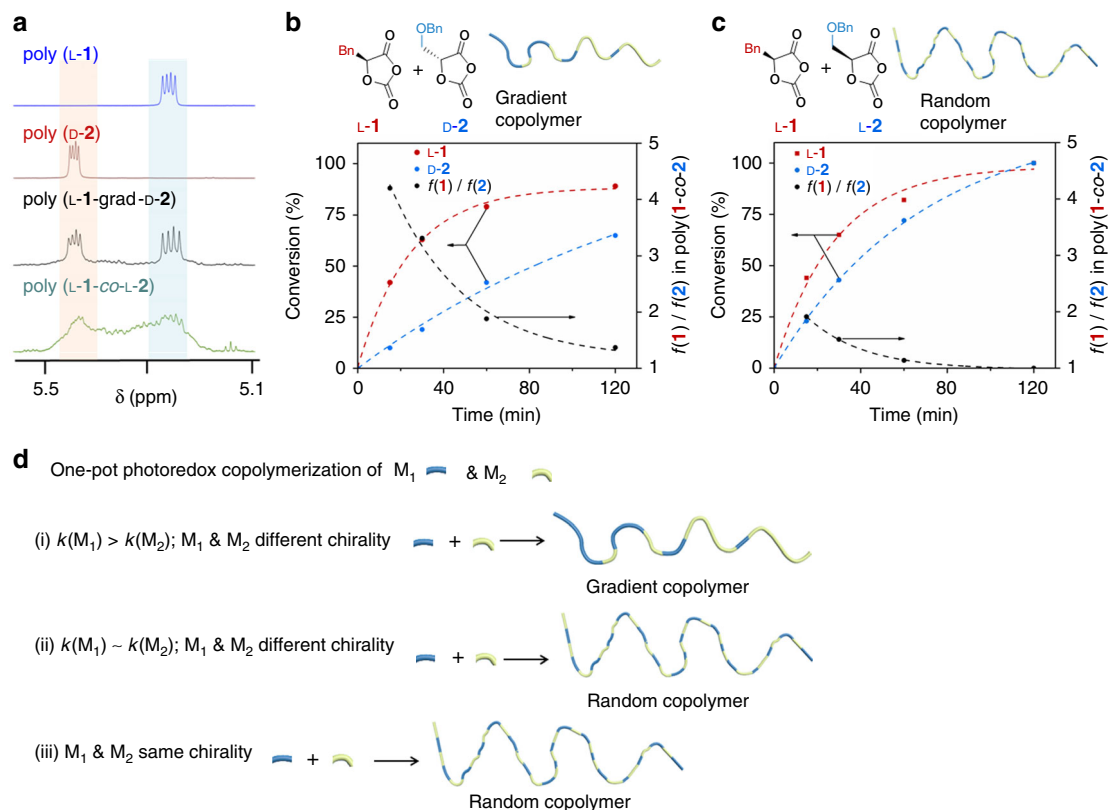 a
poly (L-1)
poly (D-2)
poly (L-1-grad-D-2)
poly (L-1-co-L-2)
5.5
5.1
δ (ppm)
b
OBn
Bn
O
O
O
O
O
O
O
O
+
L-1
D-2
Gradient
copolymer
L-1
D-2
f(1) / f(2)
Conversion (%)
100
75
50
25
0
0
40
80
120
Time (min)
5
4
3
2
1
f(1) / f(2) in poly(1-co-2)
c
OBn
Bn
O
O
O
O
O
O
O
O
+
L-1
L-2
Random
copolymer
L-1
D-2
f(1) / f(2)
Conversion (%)
100
75
50
25
0
0
40
80
120
Time (min)
5
4
3
2
1
f(1) / f(2) in poly(1-co-2)
d
One-pot photoredox copolymerization of M₁ & M₂
(i) k(M₁) > k(M₂); M₁ & M₂ different chirality
+
Gradient copolymer
(ii) k(M₁) ~ k(M₂); M₁ & M₂ different chirality
+
Random copolymer
(iii) M₁ & M₂ same chirality
+
Random copolymer